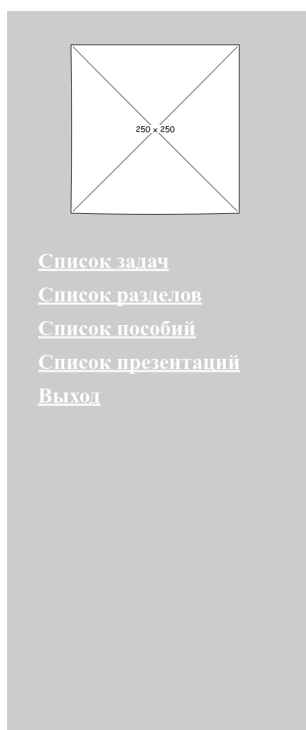 250 × 250
Список задач
Список разделов
Список пособий
Список презентаций
Выход